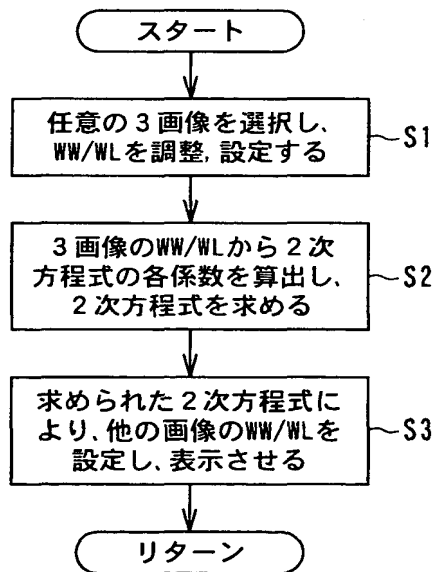 スタート
任意の3画像を選択し、
WW/WLを調整,設定する
S1
3画像のWW/WLから2次
方程式の各係数を算出し、
2次方程式を求める
S2
求められた2次方程式に
より、他の画像のWW/WLを
設定し、表示させる
S3
リターン